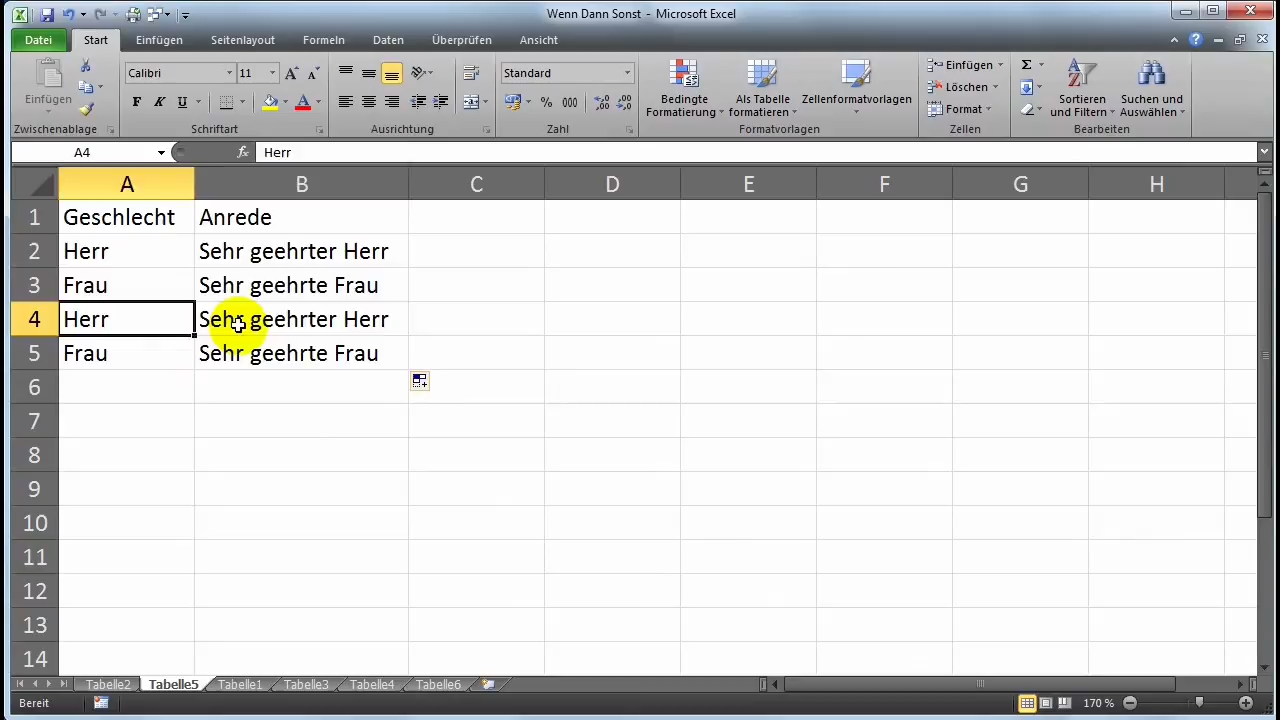 Wenn Dann Sonst - Microsoft Excel
Datei Start Einfügen Seitenlayout Formeln Daten Überprüfen Ansicht
Einfügen
Zwischenablage
Calibri 11
F K U
Schriftart
Ausrichtung
Standard
% 000
Zahl
Bedingte Formatierung
Als Tabelle formatieren
Zellenformatvorlagen
Formatvorlagen
Einfügen
Löschen
Format
Zellen
Σ
Sortieren und Filtern
Suchen und Auswählen
Bearbeiten
A4 fx Herr
A B C D E F G H
1 Geschlecht Anrede
2 Herr Sehr geehrter Herr
3 Frau Sehr geehrte Frau
4 Herr Sehr geehrter Herr
5 Frau Sehr geehrte Frau
6
7
8
9
10
11
12
13
14
Tabelle2 Tabelle5 Tabelle1 Tabelle3 Tabelle4 Tabelle6
Bereit 170 %